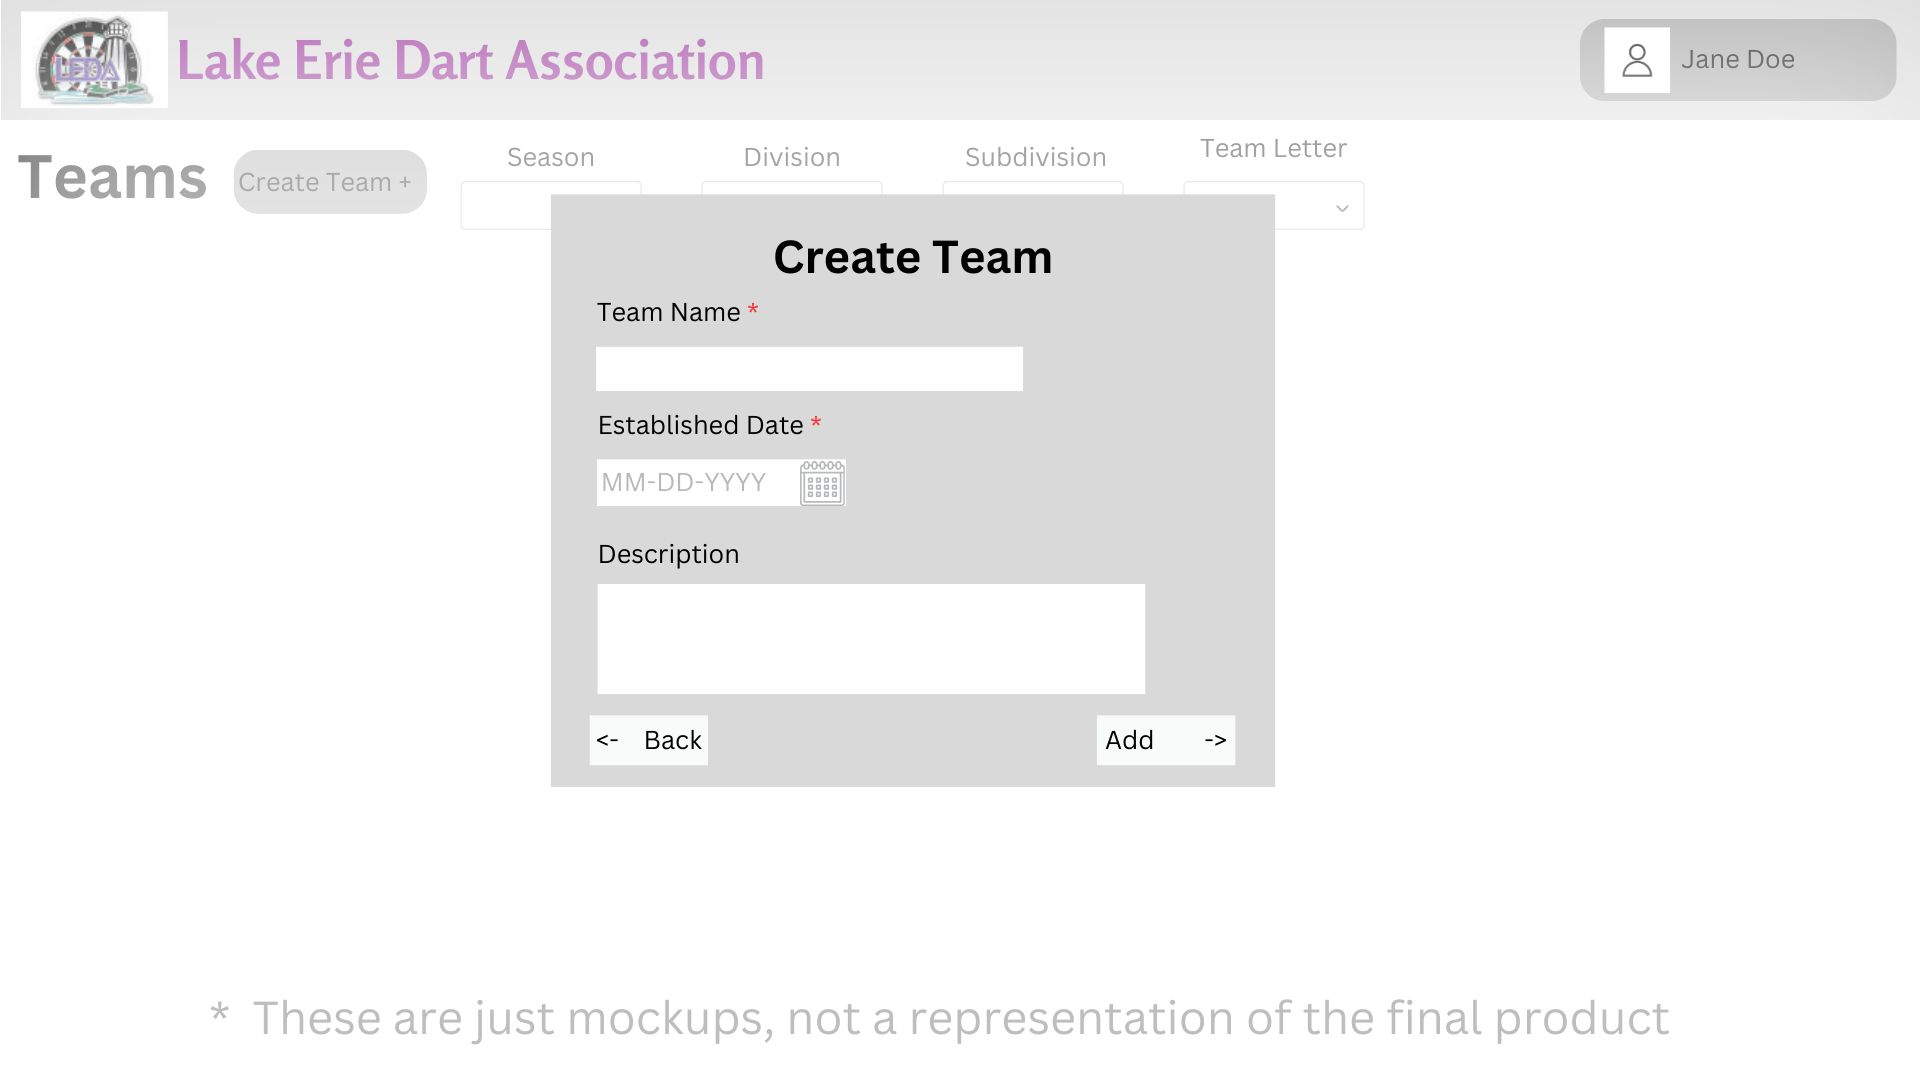 LEDA
Lake Erie Dart Association
Jane Doe
Teams
Create Team +
Season
Division
Subdivision
Team Letter
Create Team
Team Name *
Established Date *
MM-DD-YYYY
Description
<- Back
Add ->
* These are just mockups, not a representation of the final product